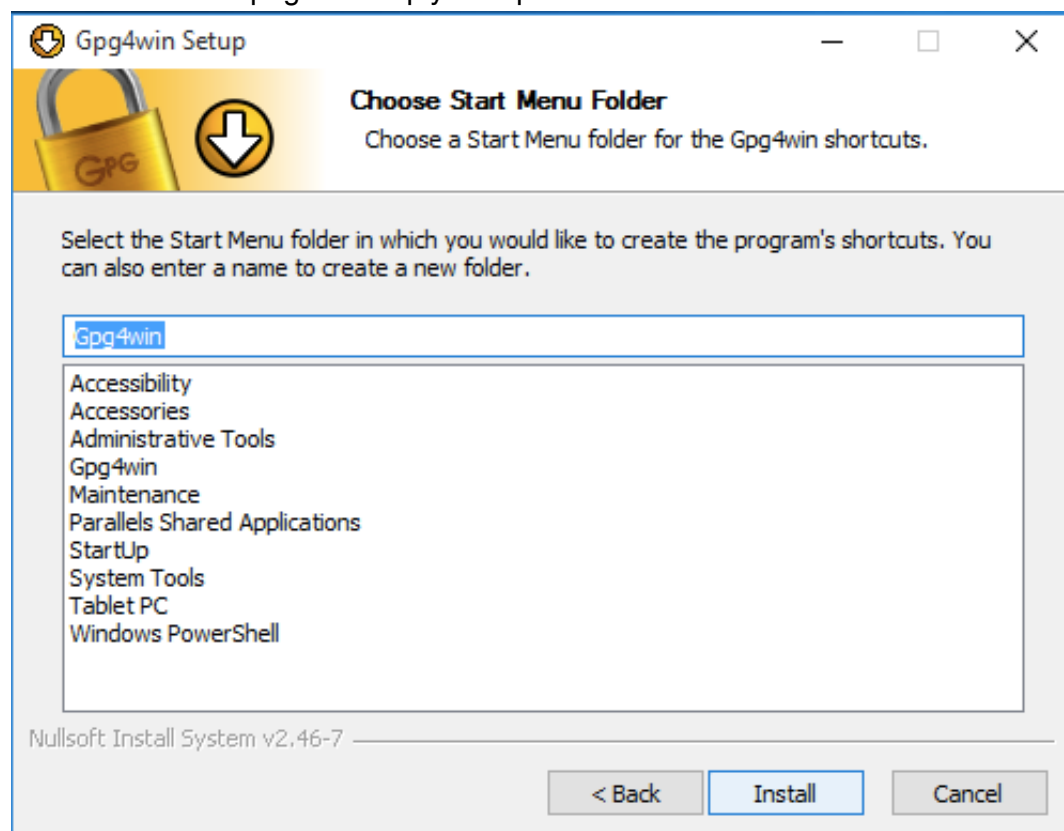 Gpg4win Setup
GPG
Choose Start Menu Folder
Choose a Start Menu folder for the Gpg4win shortcuts.
Select the Start Menu folder in which you would like to create the program's shortcuts. You
can also enter a name to create a new folder.
Gpg4win
Accessibility
Accessories
Administrative Tools
Gpg4win
Maintenance
Parallels Shared Applications
StartUp
System Tools
Tablet PC
Windows PowerShell
Nullsoft Install System v2.46-7
< Back Install Cancel